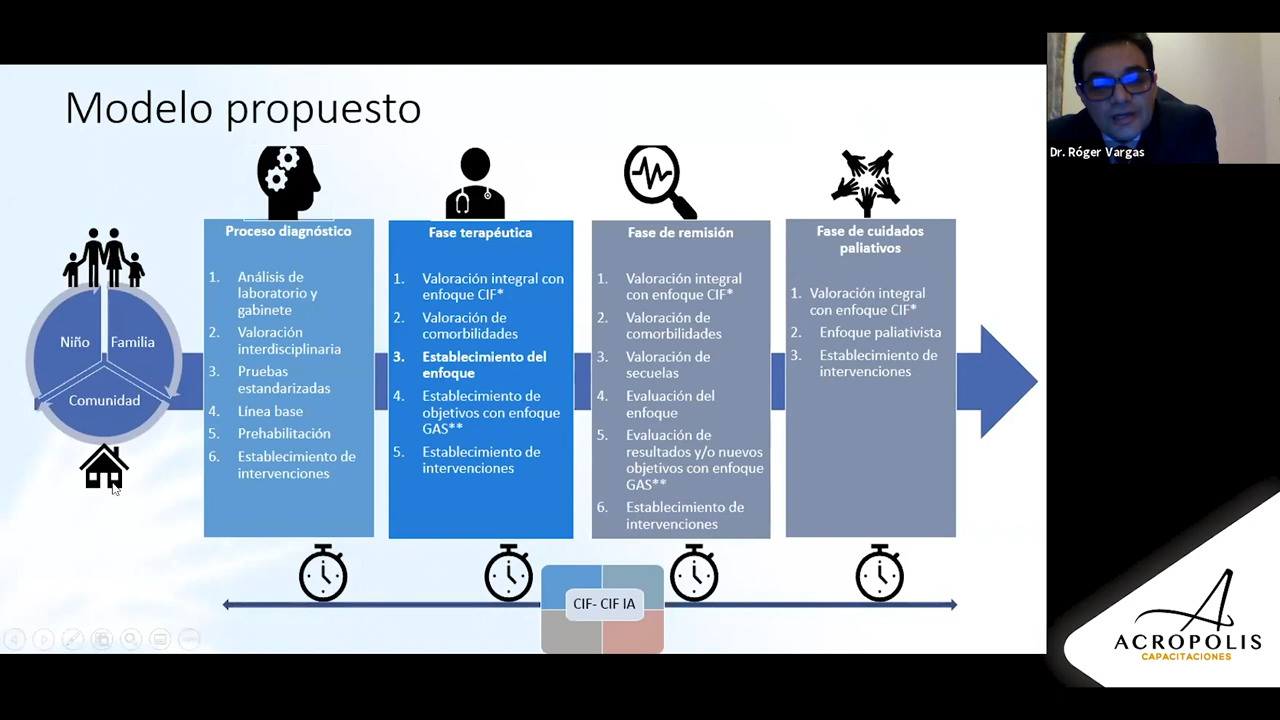 Modelo propuesto
Dr. Róger Vargas
Niño
Familia
Comunidad
Proceso diagnóstico
1. Análisis de
laboratorio y
gabinete
2. Valoración
interdisciplinaria
3. Pruebas
estandarizadas
4. Línea base
5. Prehabilitación
6. Establecimiento de
intervenciones
Fase terapéutica
1. Valoración integral con
enfoque CIF*
2. Valoración de
comorbilidades
3. Establecimiento del
enfoque
4. Establecimiento de
objetivos con enfoque
GAS**
5. Establecimiento de
intervenciones
Fase de remisión
1. Valoración integral
con enfoque CIF*
2. Valoración de
comorbilidades
3. Valoración de
secuelas
4. Evaluación del
enfoque
5. Evaluación de
resultados y/o nuevos
objetivos con enfoque
GAS**
6. Establecimiento de
intervenciones
Fase de cuidados
paliativos
1. Valoración integral
con enfoque CIF*
2. Enfoque paliativista
3. Establecimiento de
intervenciones
CIF- CIF IA
ACROPOLIS
CAPACITACIONES